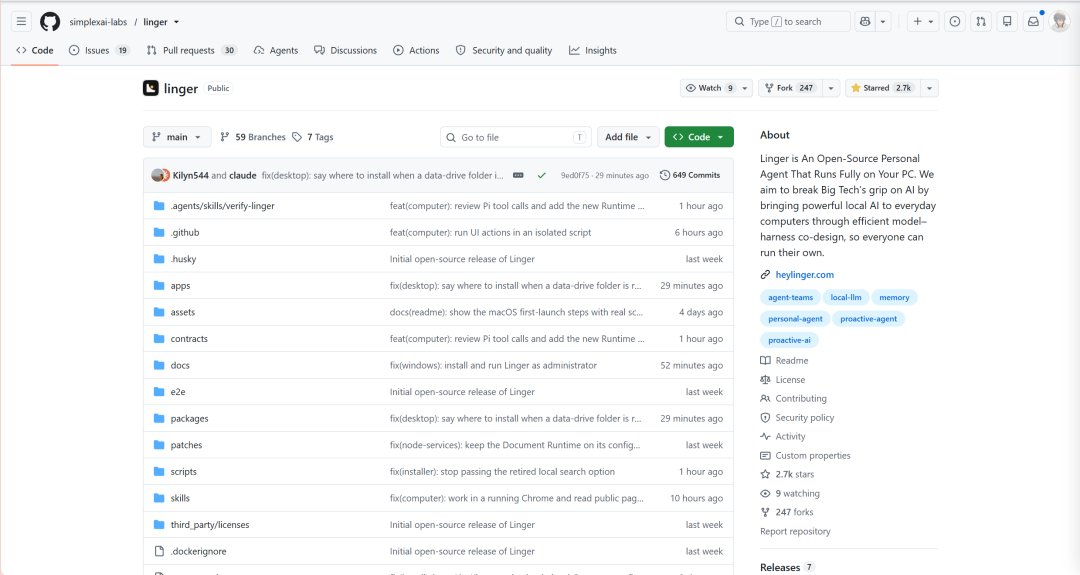 simplexai-labs / linger
Type / to search
Code
Issues 19
Pull requests 30
Agents
Discussions
Actions
Security and quality
Insights
linger Public
Watch 9
Fork 247
Starred 2.7k
main
59 Branches
7 Tags
Go to file T
Add file
Code
Kilyn544 and claude fix(desktop): say where to install when a data-drive folder i... 9ed0f75 · 29 minutes ago 649 Commits
.agents/skills/verify-linger feat(computer): review Pi tool calls and add the new Runtime ... 1 hour ago
.github feat(computer): run UI actions in an isolated script 6 hours ago
.husky Initial open-source release of Linger last week
apps fix(desktop): say where to install when a data-drive folder is r... 29 minutes ago
assets docs(readme): show the macOS first-launch steps with real sc... 4 days ago
contracts feat(computer): review Pi tool calls and add the new Runtime ... 1 hour ago
docs fix(windows): install and run Linger as administrator 52 minutes ago
e2e Initial open-source release of Linger last week
packages fix(desktop): say where to install when a data-drive folder is r... 29 minutes ago
patches fix(node-services): keep the Document Runtime on its config... last week
scripts fix(installer): stop passing the retired local search option 1 hour ago
skills fix(computer): work in a running Chrome and read public pag... 10 hours ago
third_party/licenses Initial open-source release of Linger last week
.dockerignore Initial open-source release of Linger last week
About
Linger is An Open-Source Personal
Agent That Runs Fully on Your PC. We
aim to break Big Tech's grip on AI by
bringing powerful local AI to everyday
computers through efficient model–
harness co-design, so everyone can
run their own.
heylinger.com
agent-teams local-llm memory
personal-agent proactive-agent
proactive-ai
Readme
License
Contributing
Security policy
Activity
Custom properties
2.7k stars
9 watching
247 forks
Report repository
Releases 7